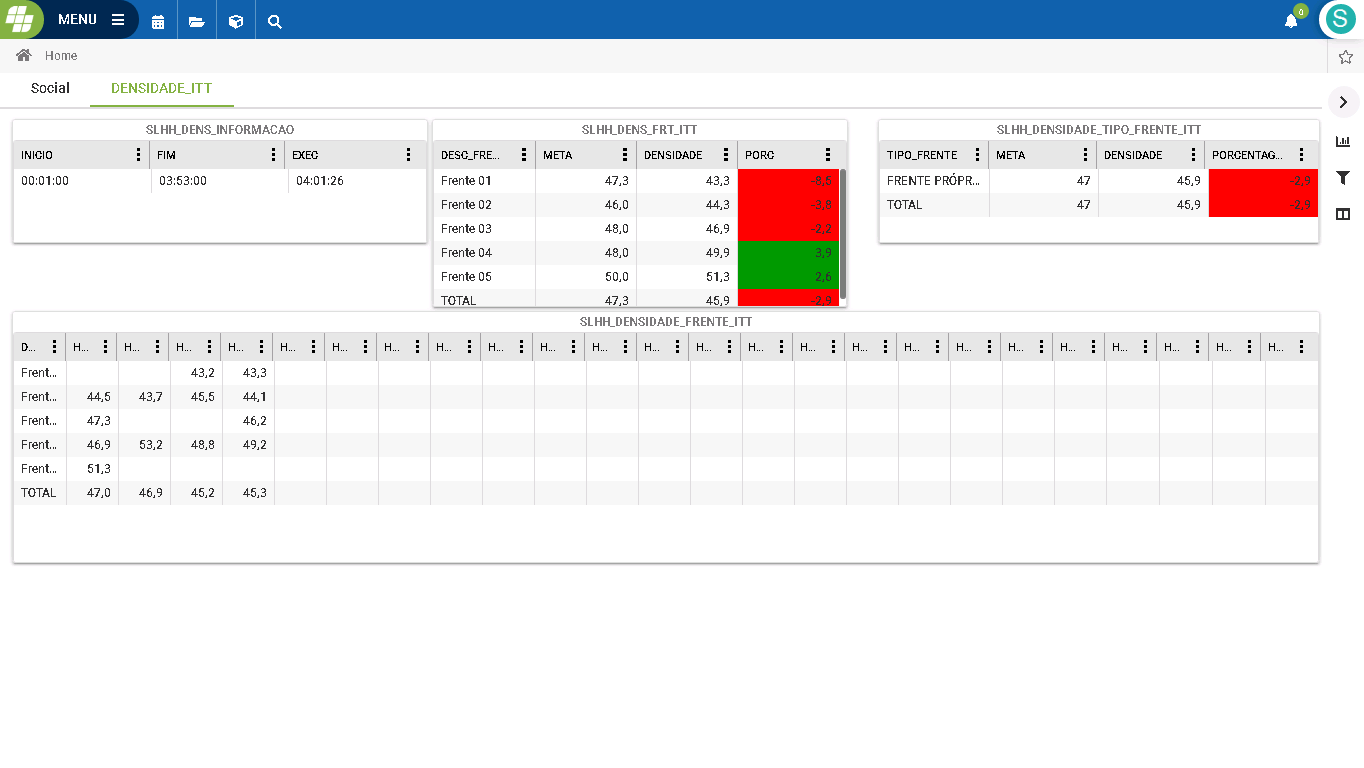 MENU
0
S
Home
Social DENSIDADE_ITT
SLHH_DENS_INFORMACAO
INICIO FIM EXEC
00:01:00 03:53:00 04:01:26
SLHH_DENS_FRT_ITT
DESC_FRE... META DENSIDADE PORC
Frente 01 47,3 43,3 -8,5
Frente 02 46,0 44,3 -3,8
Frente 03 48,0 46,9 -2,2
Frente 04 48,0 49,9 3,9
Frente 05 50,0 51,3 2,6
TOTAL 47,3 45,9 -2,9
SLHH_DENSIDADE_TIPO_FRENTE_ITT
TIPO_FRENTE META DENSIDADE PORCENTAG...
FRENTE PRÓPR... 47 45,9 -2,9
TOTAL 47 45,9 -2,9
SLHH_DENSIDADE_FRENTE_ITT
D... H... H... H... H... H... H... H... H... H... H... H... H... H... H... H... H... H... H... H... H... H... H... H... H...
Frent... 43,2 43,3
Frent... 44,5 43,7 45,5 44,1
Frent... 47,3 46,2
Frent... 46,9 53,2 48,8 49,2
Frent... 51,3
TOTAL 47,0 46,9 45,2 45,3